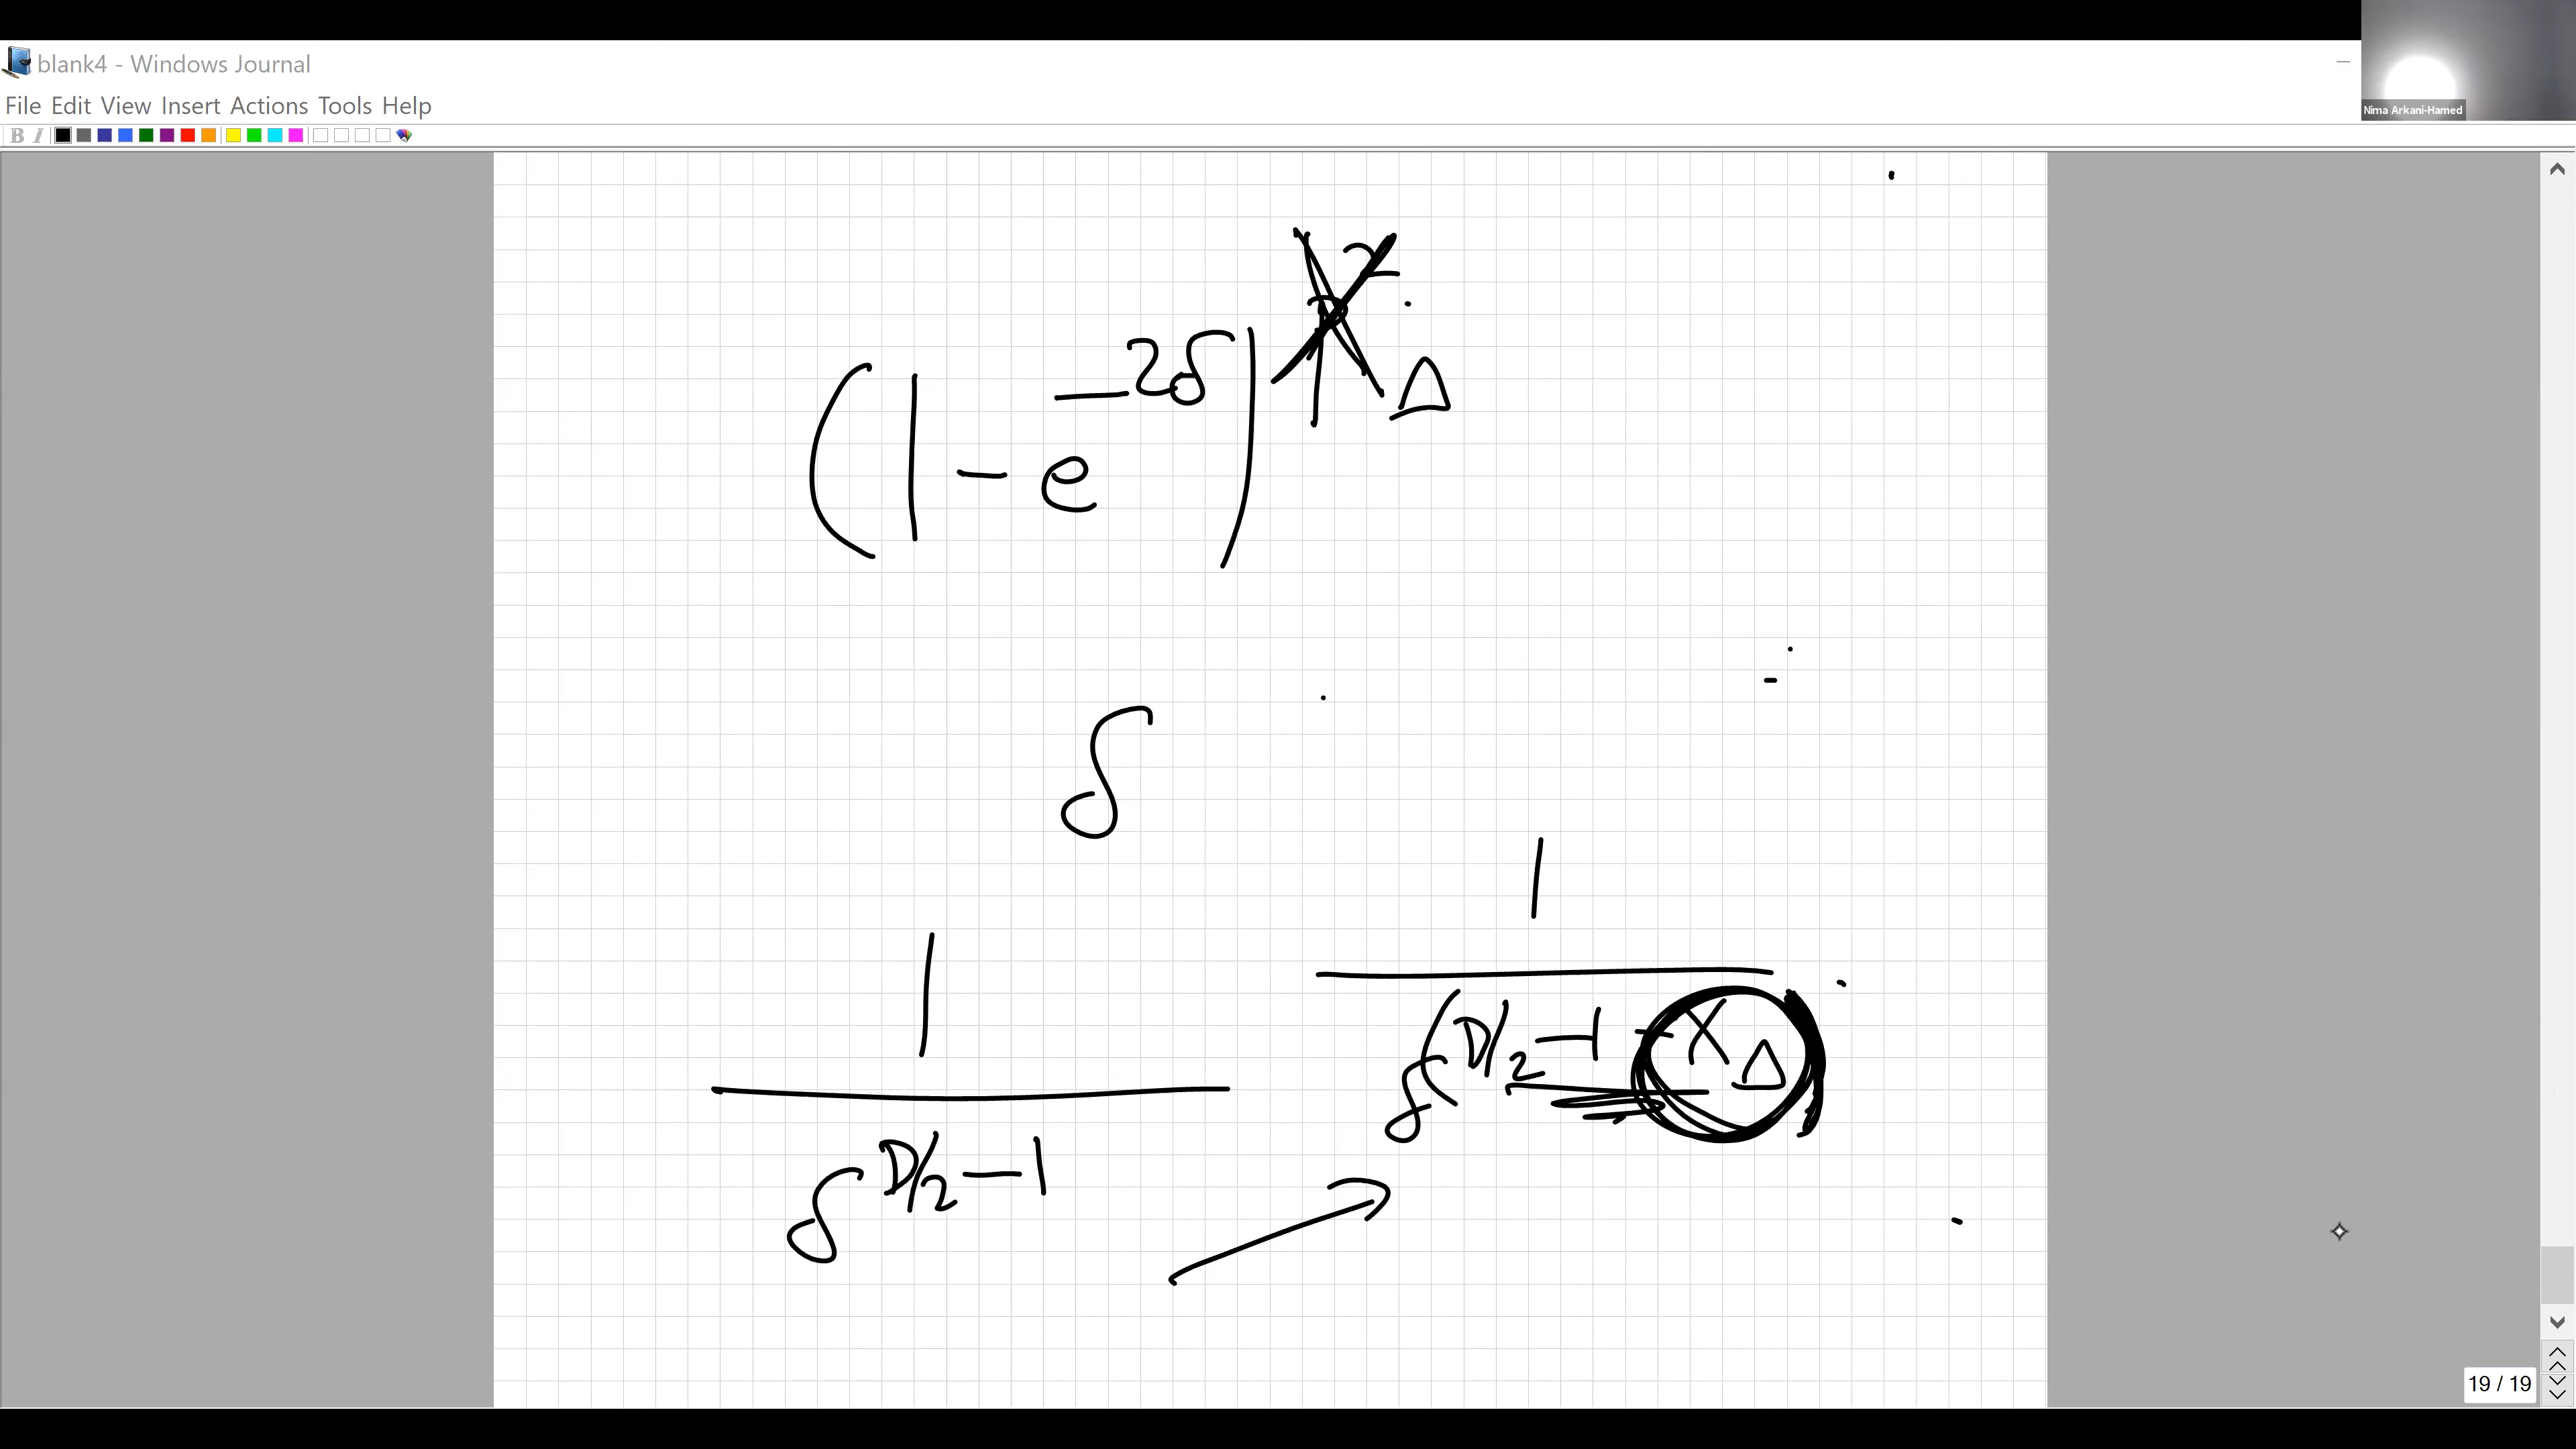 blank4 - Windows Journal
Nima Arkani-Hamed
File Edit View Insert Actions Tools Help
B I
(1 - e^{-2δ})^{X Δ}
δ
1 / δ^{D/2 - 1}
1 / δ^{(D/2 - 1 - X Δ)}
19 / 19